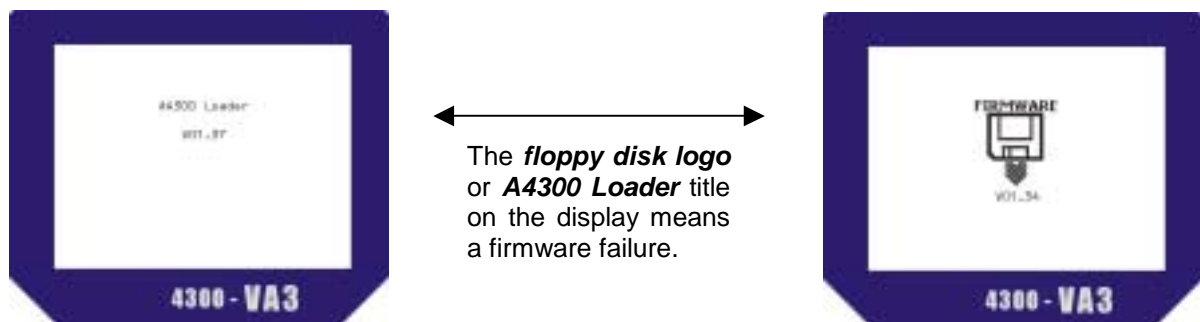 A4300 Loader
The floppy disk logo
or A4300 Loader title
on the display means
a firmware failure.
4300 - VA3
FIRMWARE
4300 - VA3